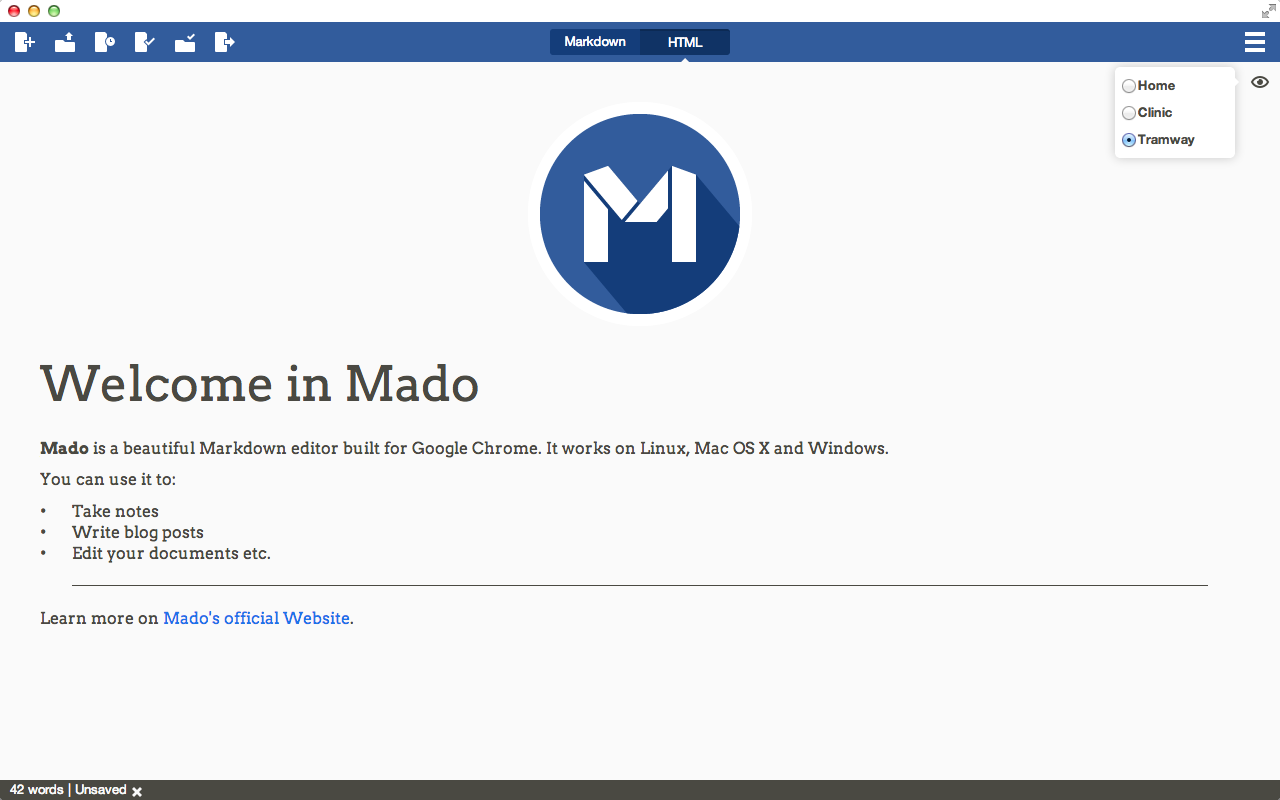 Markdown HTML
Home
Clinic
Tramway
M
Welcome in Mado
Mado is a beautiful Markdown editor built for Google Chrome. It works on Linux, Mac OS X and Windows.
You can use it to:
• Take notes
• Write blog posts
• Edit your documents etc.
Learn more on Mado's official Website.
42 words | Unsaved